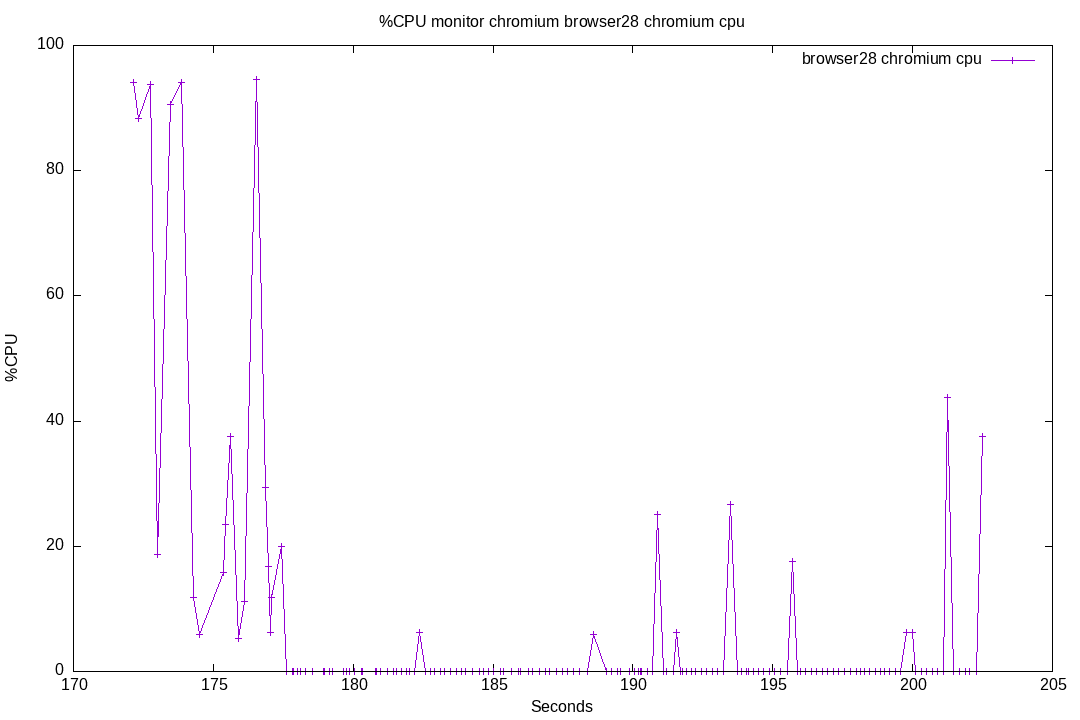 %CPU monitor chromium browser28 chromium cpu
browser28 chromium cpu
100
80
60
40
20
0
%CPU
170 175 180 185 190 195 200 205
Seconds